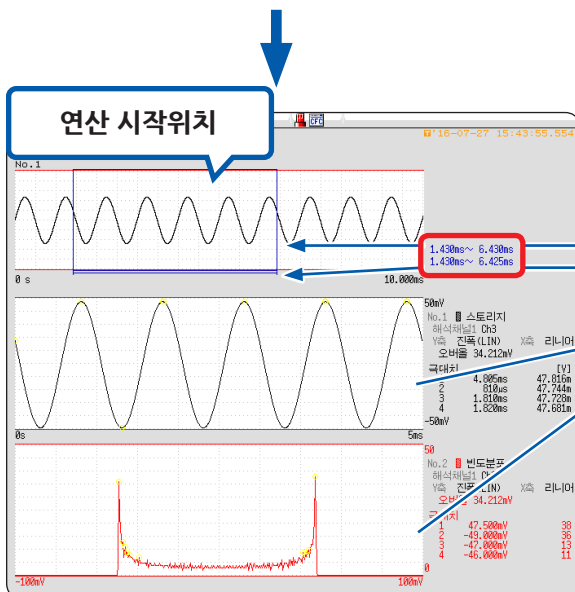 연산 시작위치
CFC
'16-07-27 15:43:55.554
No.1
1.430ms～ 6.430ms
1.430ms～ 6.425ms
0 s 10.000ms
50mV
No.1 스토리지
해석채널1 Ch3
Y축 진폭(LIN) X축 리니어
오버올 34.212mV
극대치 [V]
4.805ms 47.816m
2 810μs 47.744m
3 1.810ms 47.728m
4 1.820ms 47.681m
-50mV
0s 5ms
50
No.2 빈도분포
해석채널1
Y축 진폭(LIN) X축 리니어
오버올 34.212mV
극대치
1 47.500mV 38
2 -49.000mV 36
3 -47.000mV 13
4 -46.000mV 11
0
-100mV 100mV